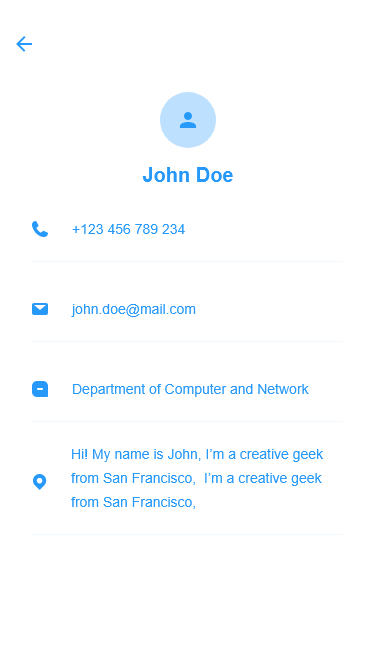 John Doe
+123 456 789 234
john.doe@mail.com
Department of Computer and Network
Hi! My name is John, I'm a creative geek
from San Francisco,  I'm a creative geek
from San Francisco,